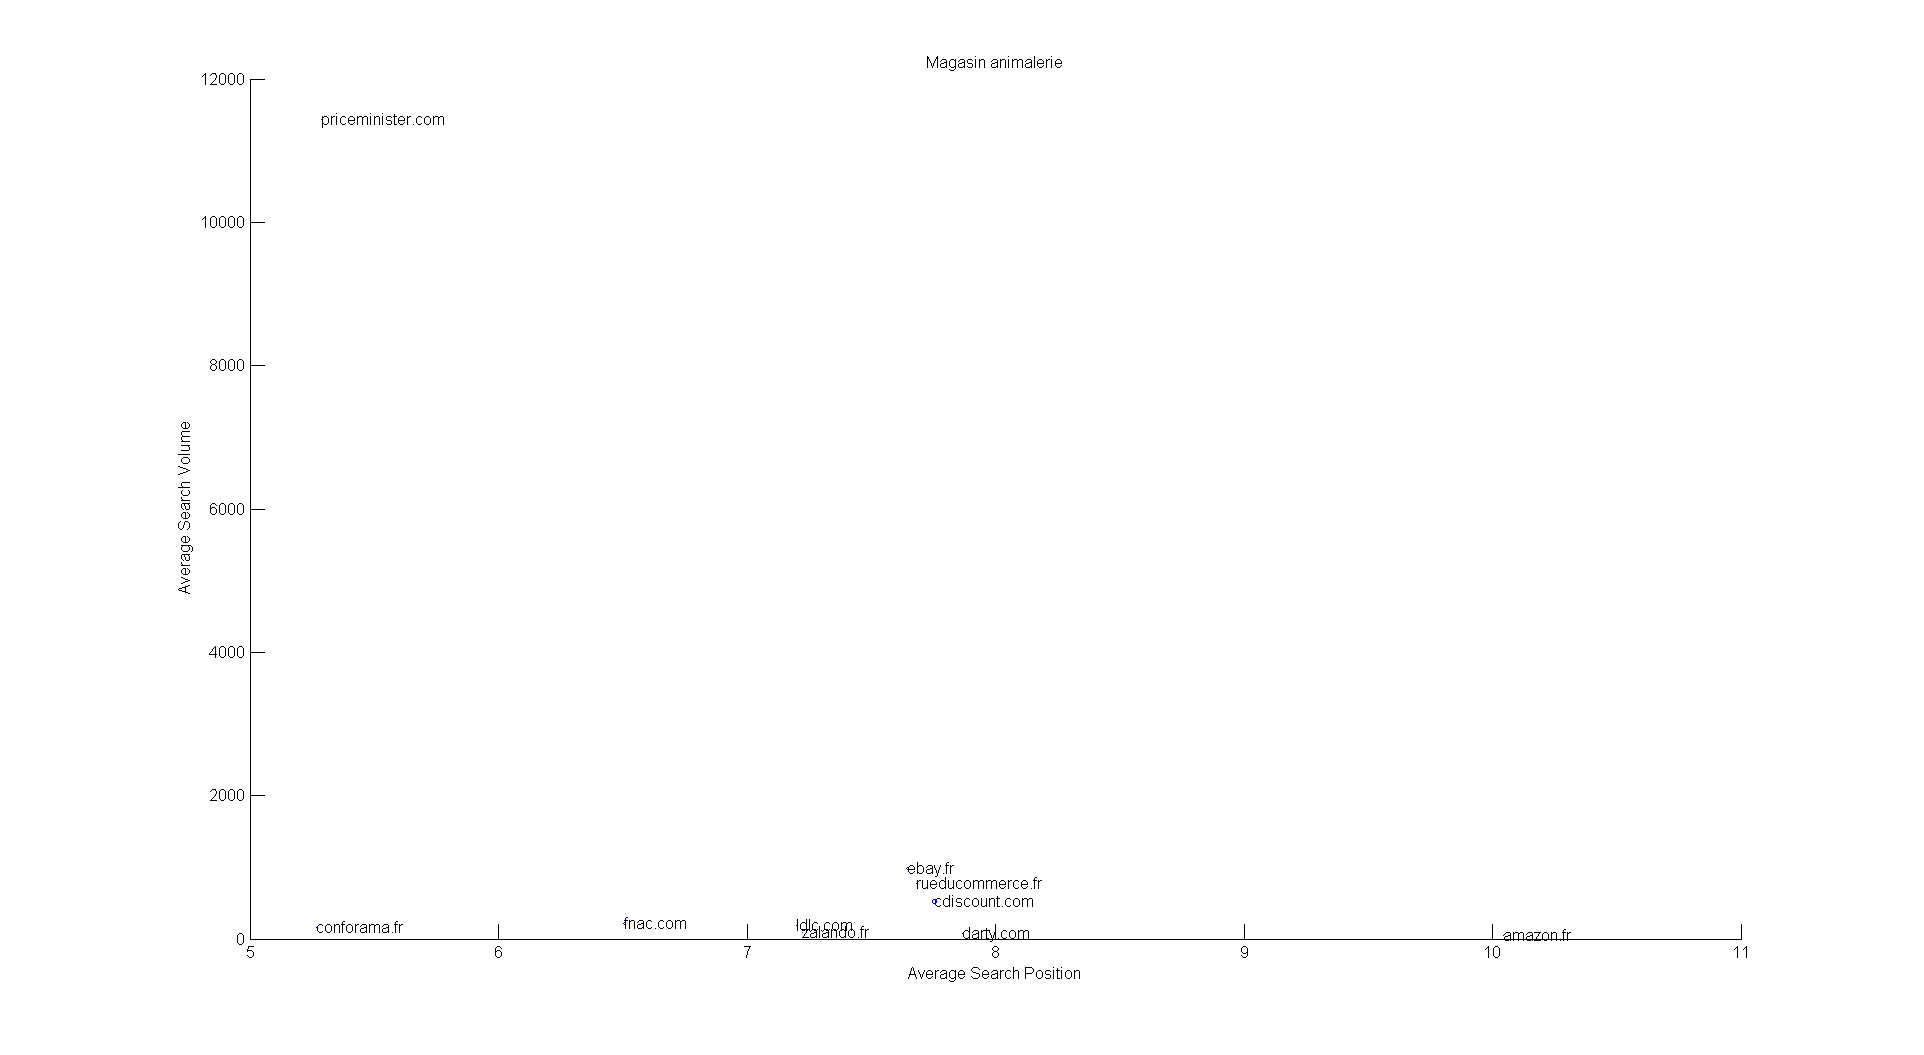 Magasin animalerie
12000
priceminister.com
10000
8000
6000
Average Search Volume
4000
2000
ebay.fr
rueducommerce.fr
cdiscount.com
conforama.fr
fnac.com
ldlc.com
zalando.fr
darty.com
amazon.fr
0
5 6 7 8 9 10 11
Average Search Position